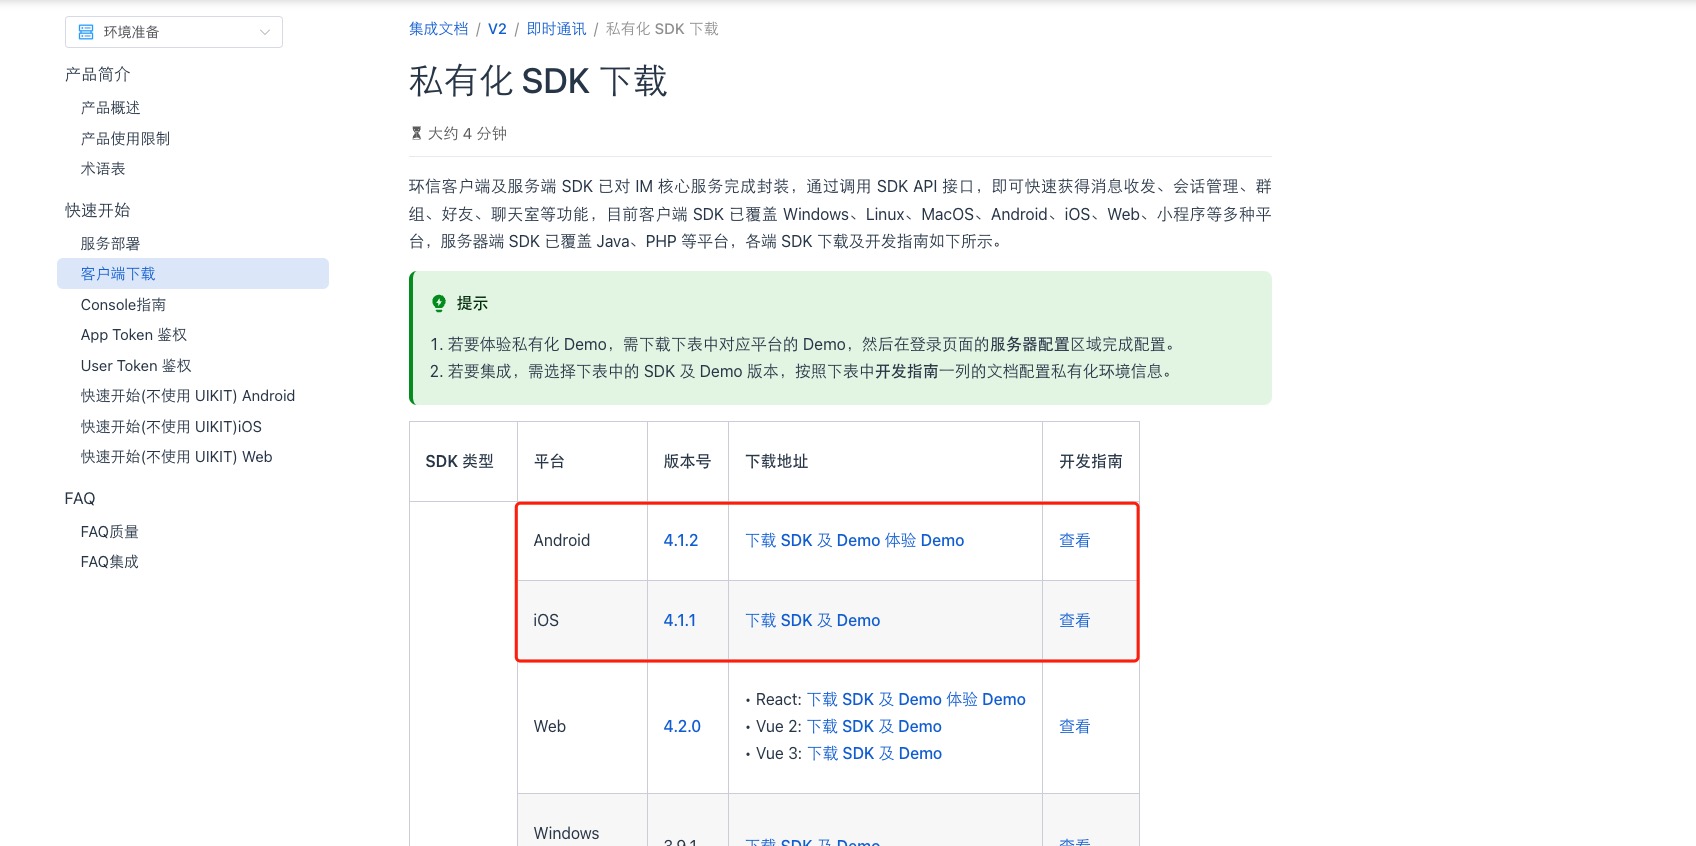 环境准备
产品简介
产品概述
产品使用限制
术语表
快速开始
服务部署
客户端下载
Console指南
App Token 鉴权
User Token 鉴权
快速开始(不使用 UIKIT) Android
快速开始(不使用 UIKIT)iOS
快速开始(不使用 UIKIT) Web
FAQ
FAQ质量
FAQ集成
集成文档 / V2 / 即时通讯 / 私有化 SDK 下载
私有化 SDK 下载
大约 4 分钟
环信客户端及服务端 SDK 已对 IM 核心服务完成封装，通过调用 SDK API 接口，即可快速获得消息收发、会话管理、群
组、好友、聊天室等功能，目前客户端 SDK 已覆盖 Windows、Linux、MacOS、Android、iOS、Web、小程序等多种平
台，服务器端 SDK 已覆盖 Java、PHP 等平台，各端 SDK 下载及开发指南如下所示。
提示
1. 若要体验私有化 Demo，需下载下表中对应平台的 Demo，然后在登录页面的服务器配置区域完成配置。
2. 若要集成，需选择下表中的 SDK 及 Demo 版本，按照下表中开发指南一列的文档配置私有化环境信息。
SDK 类型 平台 版本号 下载地址 开发指南
Android 4.1.2 下载 SDK 及 Demo 体验 Demo 查看
iOS 4.1.1 下载 SDK 及 Demo 查看
• React: 下载 SDK 及 Demo 体验 Demo
Web 4.2.0 • Vue 2: 下载 SDK 及 Demo 查看
• Vue 3: 下载 SDK 及 Demo
Windows
3.9.1 下载 SDK 及 Demo 查看